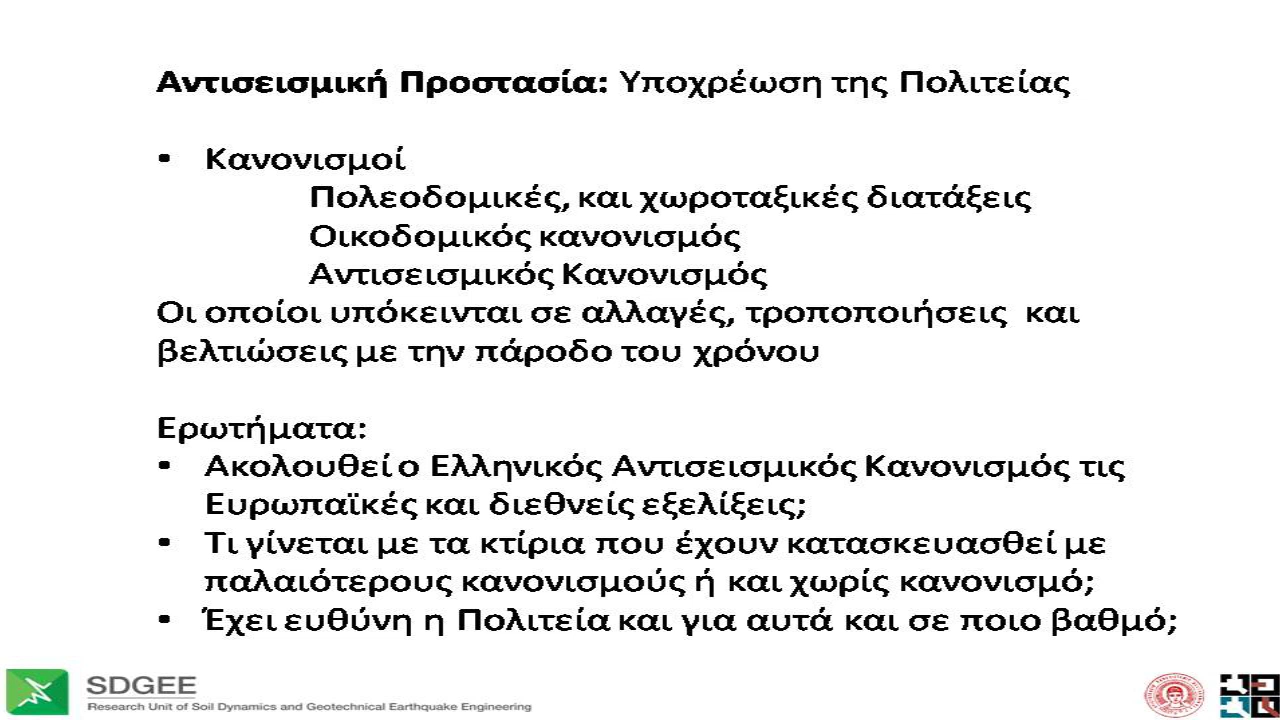 Αντισεισμική Προστασία: Υποχρέωση της Πολιτείας
• Κανονισμοί
Πολεοδομικές, και χωροταξικές διατάξεις
Οικοδομικός κανονισμός
Αντισεισμικός Κανονισμός
Οι οποίοι υπόκεινται σε αλλαγές, τροποποιήσεις και
βελτιώσεις με την πάροδο του χρόνου
Ερωτήματα:
• Ακολουθεί ο Ελληνικός Αντισεισμικός Κανονισμός τις
Ευρωπαϊκές και διεθνείς εξελίξεις;
• Τι γίνεται με τα κτίρια που έχουν κατασκευασθεί με
παλαιότερους κανονισμούς ή και χωρίς κανονισμό;
• Έχει ευθύνη η Πολιτεία και για αυτά και σε ποιο βαθμό;
SDGEE
Research Unit of Soil Dynamics and Geotechnical Earthquake Engineering